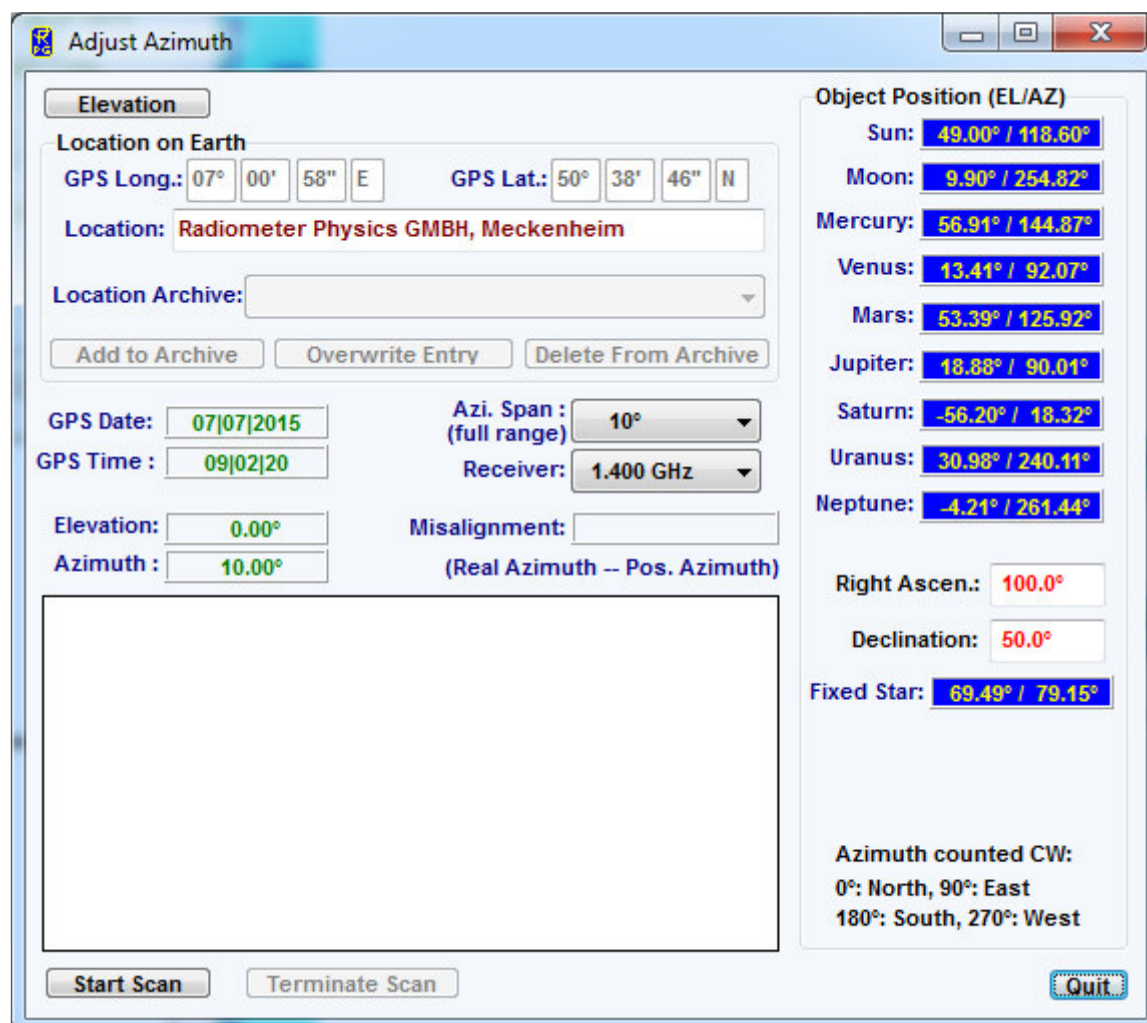 Adjust Azimuth
Elevation
Location on Earth
GPS Long.: 07° 00' 58" E GPS Lat.: 50° 38' 46" N
Location: Radiometer Physics GMBH, Meckenheim
Location Archive:
Add to Archive Overwrite Entry Delete From Archive
GPS Date: 07|07|2015
GPS Time : 09|02|20
Azi. Span : 10°
(full range)
Receiver: 1.400 GHz
Elevation: 0.00°
Azimuth : 10.00°
Misalignment:
(Real Azimuth -- Pos. Azimuth)
Start Scan Terminate Scan
Object Position (EL/AZ)
Sun: 49.00° / 118.60°
Moon: 9.90° / 254.82°
Mercury: 56.91° / 144.87°
Venus: 13.41° / 92.07°
Mars: 53.39° / 125.92°
Jupiter: 18.88° / 90.01°
Saturn: -56.20° / 18.32°
Uranus: 30.98° / 240.11°
Neptune: -4.21° / 261.44°
Right Ascen.: 100.0°
Declination: 50.0°
Fixed Star: 69.49° / 79.15°
Azimuth counted CW:
0°: North, 90°: East
180°: South, 270°: West
Quit